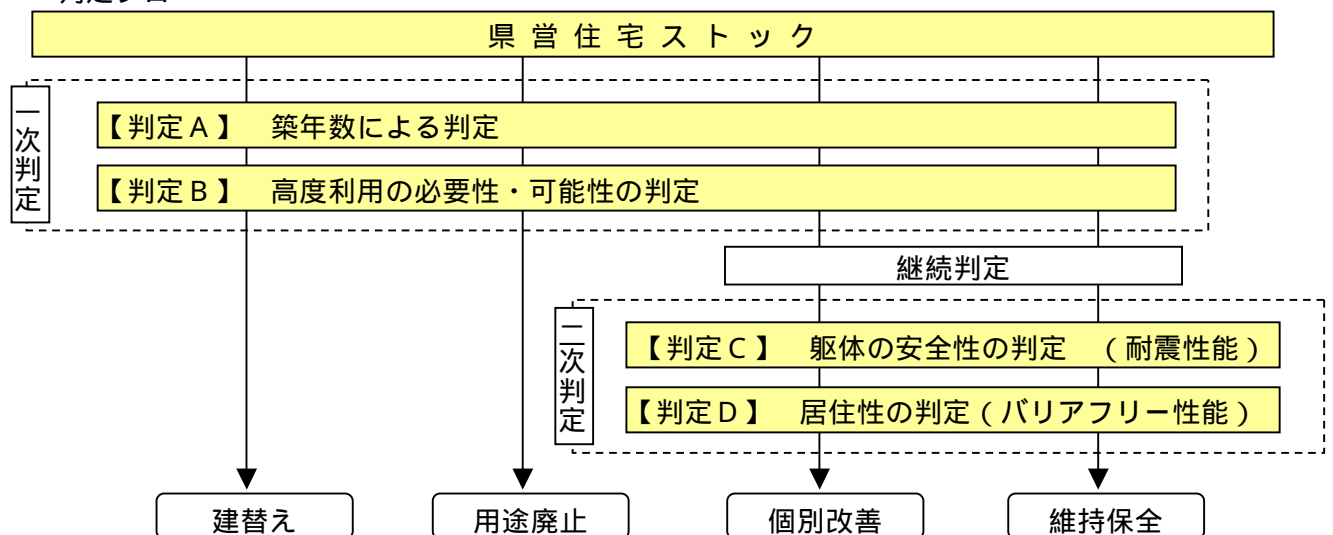 県営住宅ストック
一次判定
【判定A】 築年数による判定
【判定B】 高度利用の必要性・可能性の判定
継続判定
二次判定
【判定C】 躯体の安全性の判定 (耐震性能)
【判定D】 居住性の判定(バリアフリー性能)
建替え
用途廃止
個別改善
維持保全